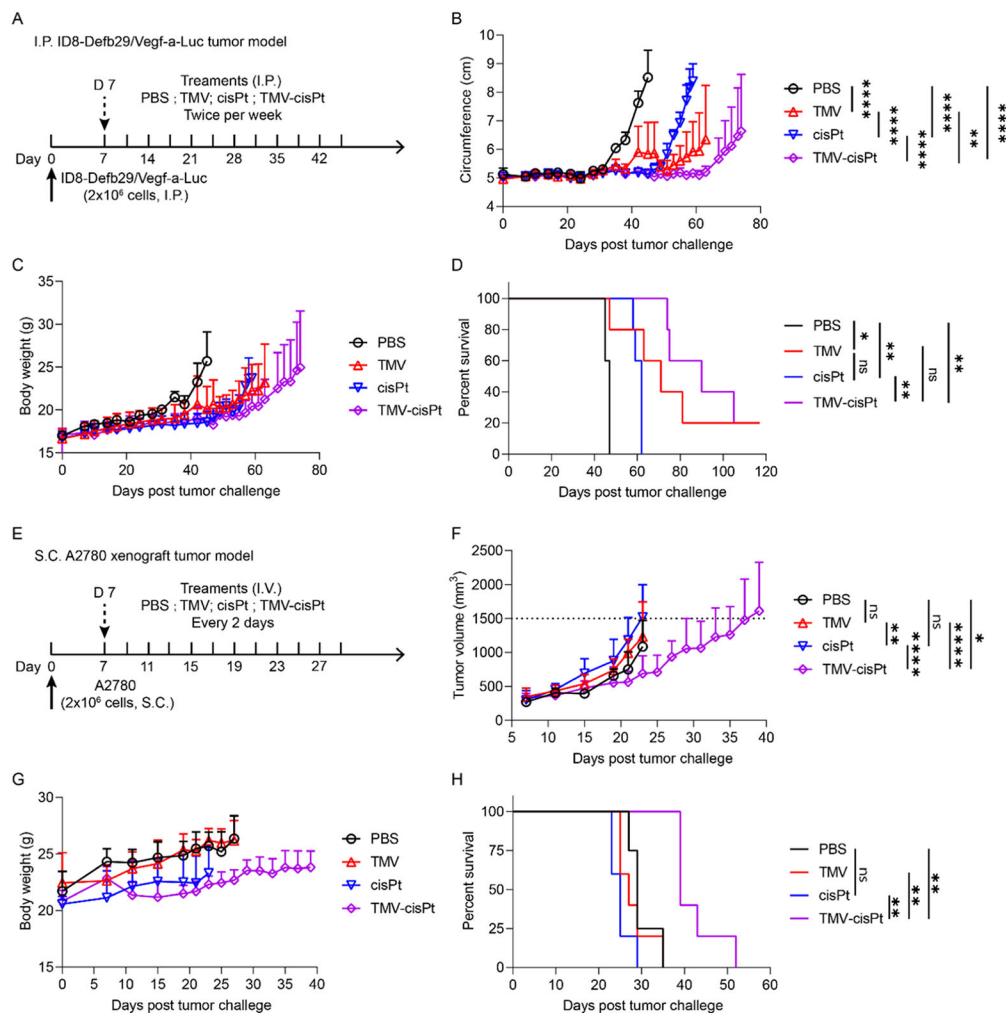 A
I.P. ID8-Defb29/Vegf-a-Luc tumor model
D 7
Treaments (I.P.)
PBS ; TMV; cisPt ; TMV-cisPt
Twice per week
Day 0 7 14 21 28 35 42
ID8-Defb29/Vegf-a-Luc
(2x10⁶ cells, I.P.)
B
Circumference (cm)
10
9
8
7
6
5
4
0 20 40 60 80
Days post tumor challenge
PBS
TMV
cisPt
TMV-cisPt
****
****
****
****
**
****
C
Body weight (g)
35
30
25
20
15
0 20 40 60 80
Days post tumor challenge
PBS
TMV
cisPt
TMV-cisPt
D
Percent survival
100
80
60
40
20
0
0 20 40 60 80 100 120
Days post tumor challenge
PBS
TMV
cisPt
TMV-cisPt
*
ns
**
**
ns
**
E
S.C. A2780 xenograft tumor model
D 7
Treaments (I.V.)
PBS ; TMV; cisPt ; TMV-cisPt
Every 2 days
Day 0 7 11 15 19 23 27
A2780
(2x10⁶ cells, S.C.)
F
Tumor volume (mm³)
2500
2000
1500
1000
500
0
5 10 15 20 25 30 35 40
Days post tumor challege
PBS
TMV
cisPt
TMV-cisPt
ns
**
****
ns
****
*
G
Body weight (g)
30
25
20
15
0 5 10 15 20 25 30 35 40
Days post tumor challege
PBS
TMV
cisPt
TMV-cisPt
H
Percent survival
100
75
50
25
0
0 10 20 30 40 50 60
Days post tumor challege
PBS
TMV
cisPt
TMV-cisPt
ns
**
**
**